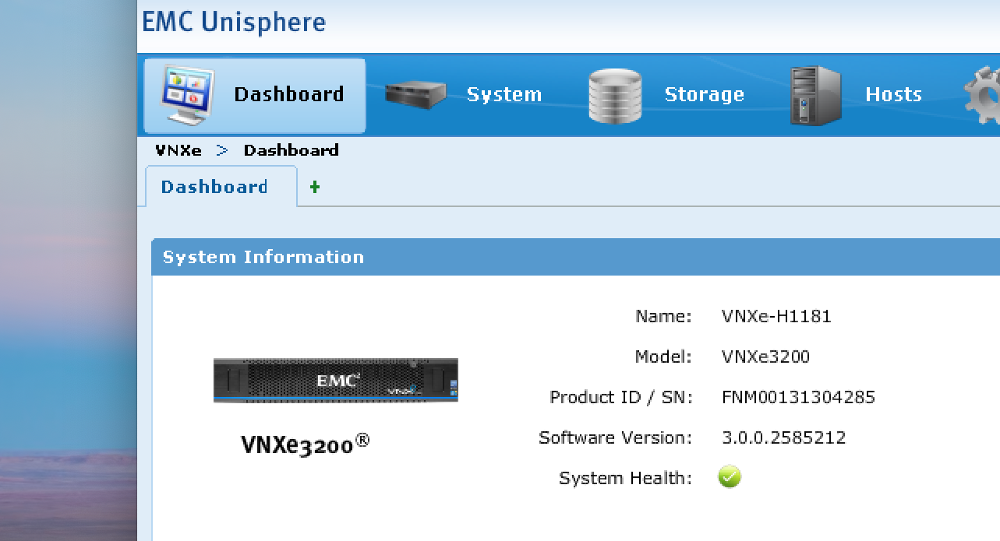 EMC Unisphere
Dashboard System Storage Hosts
VNXe > Dashboard
Dashboard +
System Information
Name: VNXe-H1181
Model: VNXe3200
EMC²
Product ID / SN: FNM00131304285
VNXe3200®
Software Version: 3.0.0.2585212
System Health: